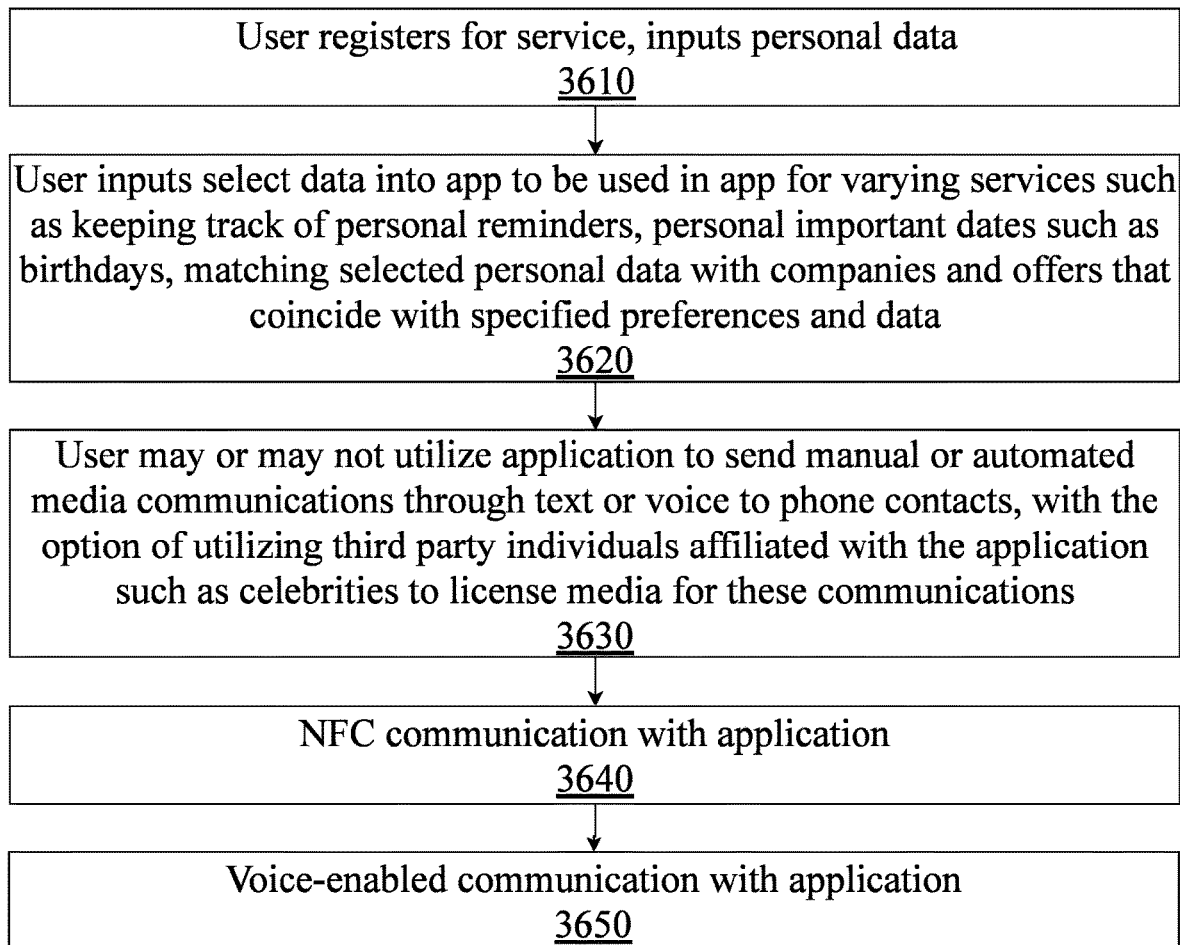 User registers for service, inputs personal data
3610
User inputs select data into app to be used in app for varying services such
as keeping track of personal reminders, personal important dates such as
birthdays, matching selected personal data with companies and offers that
coincide with specified preferences and data
3620
User may or may not utilize application to send manual or automated
media communications through text or voice to phone contacts, with the
option of utilizing third party individuals affiliated with the application
such as celebrities to license media for these communications
3630
NFC communication with application
3640
Voice-enabled communication with application
3650